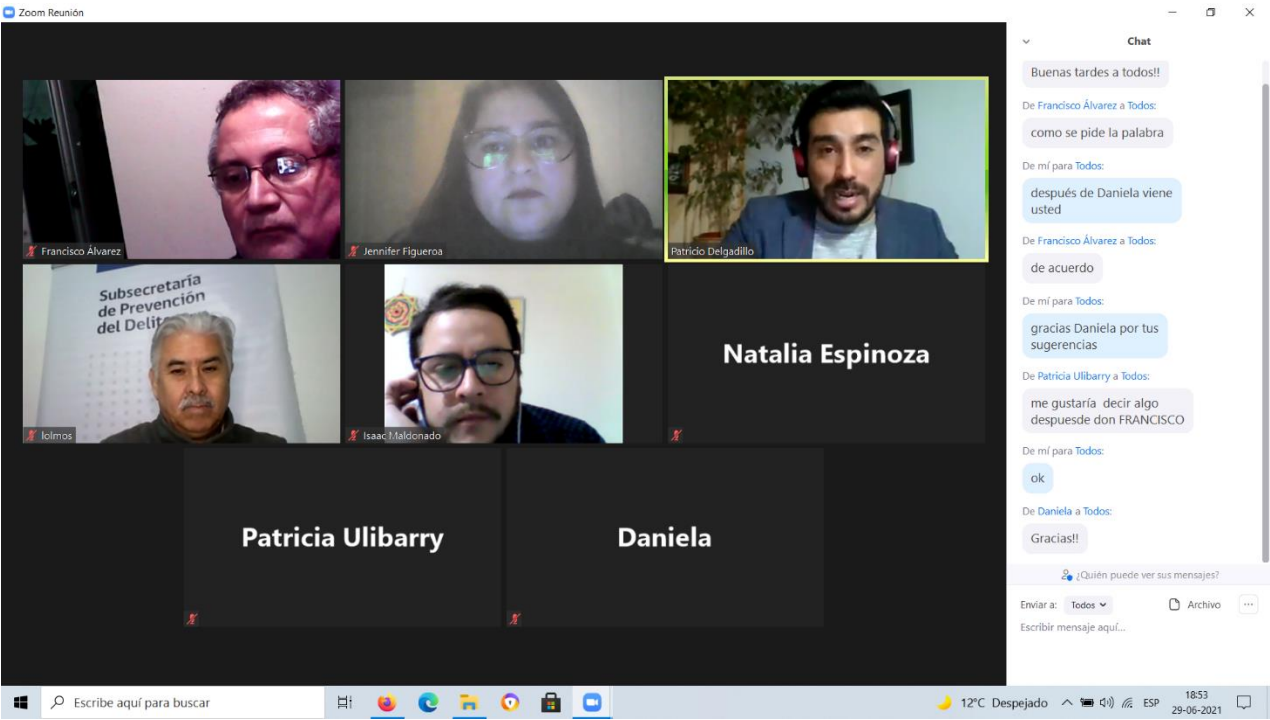 Zoom Reunión
Francisco Álvarez
Jennifer Figueroa
Patricio Delgadillo
Subsecretaría
de Prevención
del Delito
lolmos
Isaac Maldonado
Natalia Espinoza
Patricia Ulibarry
Daniela
Chat
Buenas tardes a todos!!
De Francisco Álvarez a Todos:
como se pide la palabra
De mí para Todos:
después de Daniela viene
usted
De Francisco Álvarez a Todos:
de acuerdo
De mí para Todos:
gracias Daniela por tus
sugerencias
De Patricia Ulibarry a Todos:
me gustaría decir algo
despuesde don FRANCISCO
De mí para Todos:
ok
De Daniela a Todos:
Gracias!!
¿Quién puede ver sus mensajes?
Enviar a: Todos
Archivo
Escribir mensaje aquí...
Escribe aquí para buscar
12°C Despejado
ESP
18:53
29-06-2021